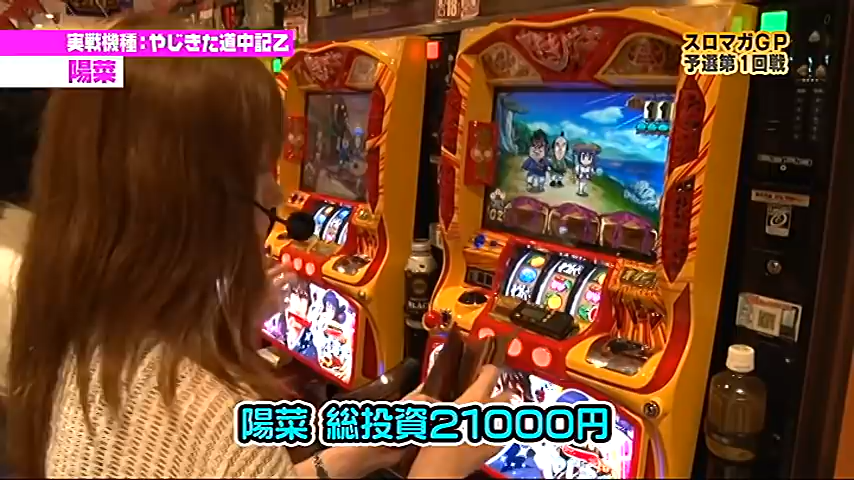 実戦機種：やじきた道中記乙
陽菜
スロマガGP
予選第1回戦
陽菜 総投資21000円
BLACK